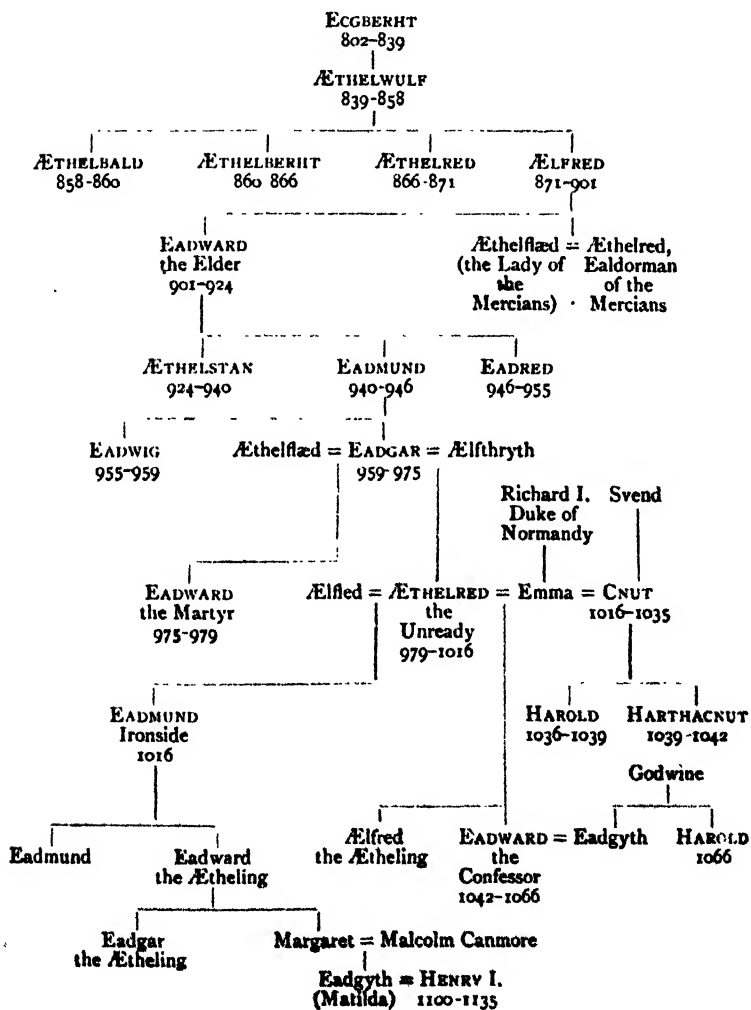 ECGBERHT
802-839
ÆTHELWULF
839-858
ÆTHELBALD ÆTHELBERHT ÆTHELRED ÆLFRED
858-860 860 866 866-871 871-901
EADWARD
the Elder
901-924
Æthelflæd = Æthelred,
(the Lady of Ealdorman
the of the
Mercians) · Mercians
ÆTHELSTAN EADMUND EADRED
924-940 940-946 946-955
EADWIG Æthelflæd = EADGAR = Ælfthryth
955-959 959-975
Richard I. Svend
Duke of
Normandy
EADWARD
the Martyr
975-979
Ælfled = ÆTHELRED = Emma = CNUT
the 1016-1035
Unready
979-1016
EADMUND
Ironside
1016
HAROLD HARTHACNUT
1036-1039 1039-1042
Godwine
Eadmund Eadward
the Ætheling
Ælfred
the Ætheling
EADWARD = Eadgyth HAROLD
the 1066
Confessor
1042-1066
Eadgar Margaret = Malcolm Canmore
the Ætheling
Eadgyth = HENRY I.
(Matilda) 1100-1135